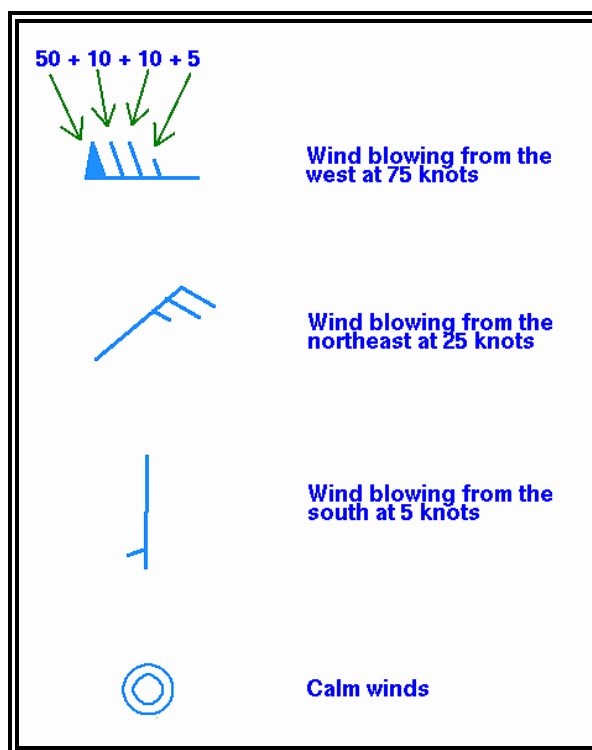 50 + 10 + 10 + 5
Wind blowing from the
west at 75 knots
Wind blowing from the
northeast at 25 knots
Wind blowing from the
south at 5 knots
Calm winds